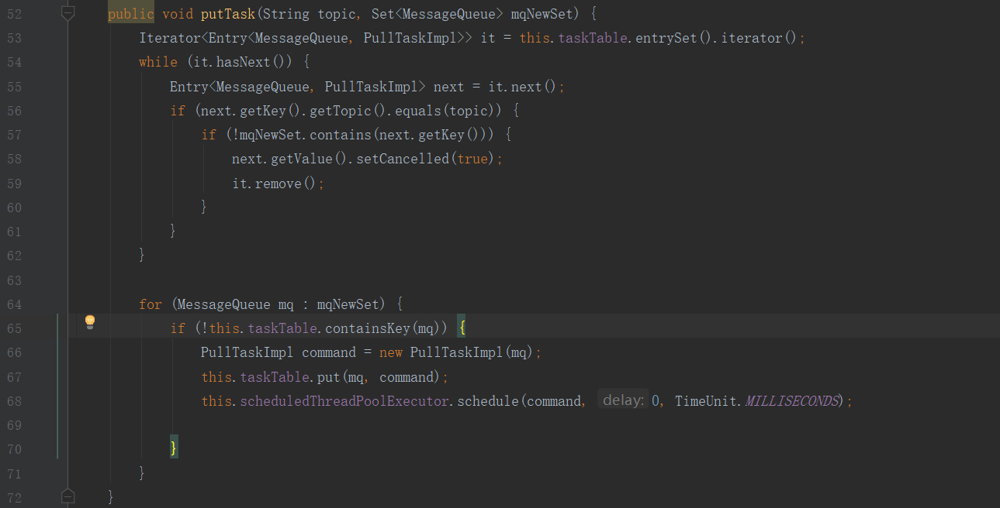 52 public void putTask(String topic, Set<MessageQueue> mqNewSet) {
53 Iterator<Entry<MessageQueue, PullTaskImpl>> it = this.taskTable.entrySet().iterator();
54 while (it.hasNext()) {
55 Entry<MessageQueue, PullTaskImpl> next = it.next();
56 if (next.getKey().getTopic().equals(topic)) {
57 if (!mqNewSet.contains(next.getKey())) {
58 next.getValue().setCancelled(true);
59 it.remove();
60 }
61 }
62 }
63
64 for (MessageQueue mq : mqNewSet) {
65 if (!this.taskTable.containsKey(mq)) {
66 PullTaskImpl command = new PullTaskImpl(mq);
67 this.taskTable.put(mq, command);
68 this.scheduledThreadPoolExecutor.schedule(command, delay: 0, TimeUnit.MILLISECONDS);
69
70 }
71 }
72 }